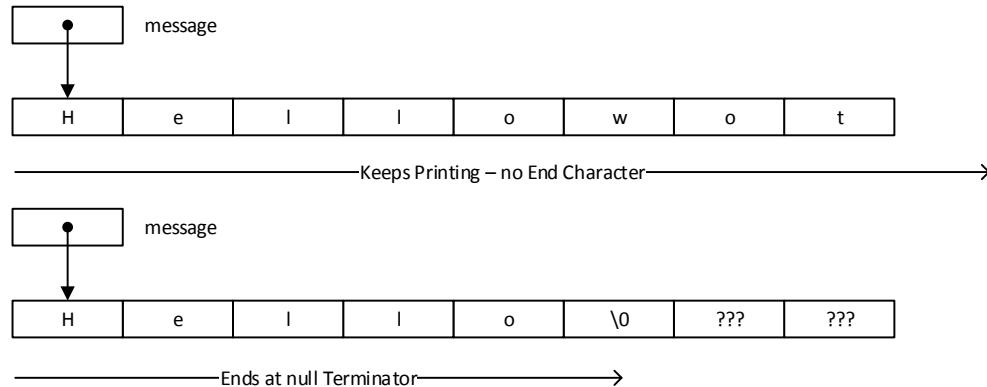 message
H e l l o w o t
Keeps Printing – no End Character
message
H e l l o \0 ??? ???
Ends at null Terminator